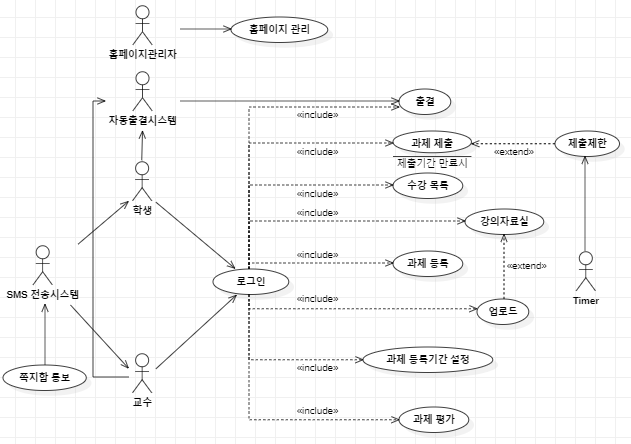 홈페이지관리자
홈페이지 관리
자동출결시스템
출결
«include»
과제 제출
제출기간 만료시
«extend»
제출제한
«include»
학생
수강 목록
«include»
«include»
강의자료실
SMS 전송시스템
«include»
과제 등록
«extend»
로그인
Timer
«include»
업로드
쪽지함 통보
교수
«include»
과제 등록기간 설정
«include»
과제 평가